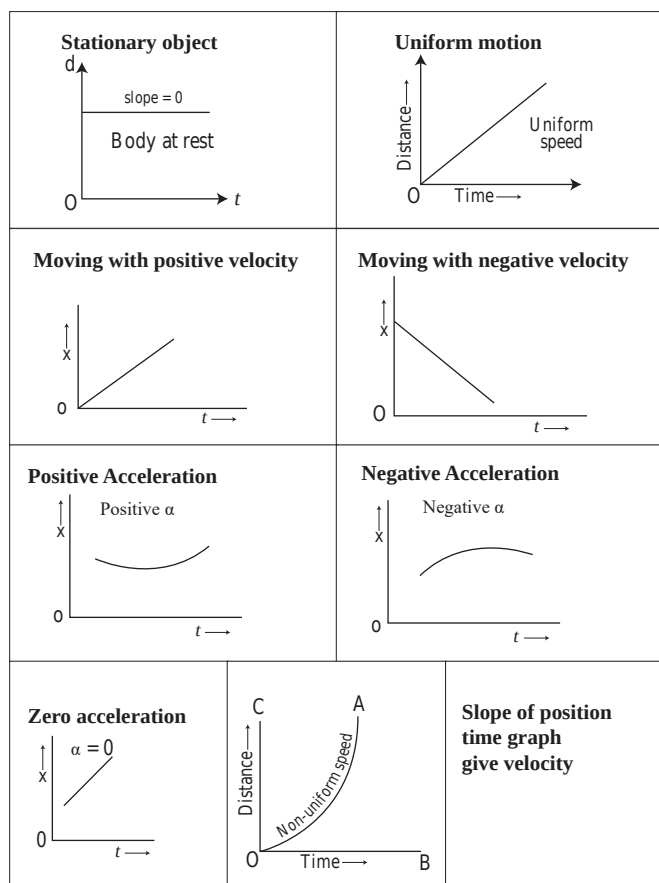 Stationary object
d
slope = 0
Body at rest
O
t
Uniform motion
Distance
Uniform
speed
O
Time
Moving with positive velocity
x
o
t
Moving with negative velocity
x
O
t
Positive Acceleration
Positive α
x
o
t
Negative Acceleration
Negative α
x
o
t
Zero acceleration
α = 0
x
0
t
C
A
Distance
Non-uniform speed
O
Time
B
Slope of position
time graph
give velocity